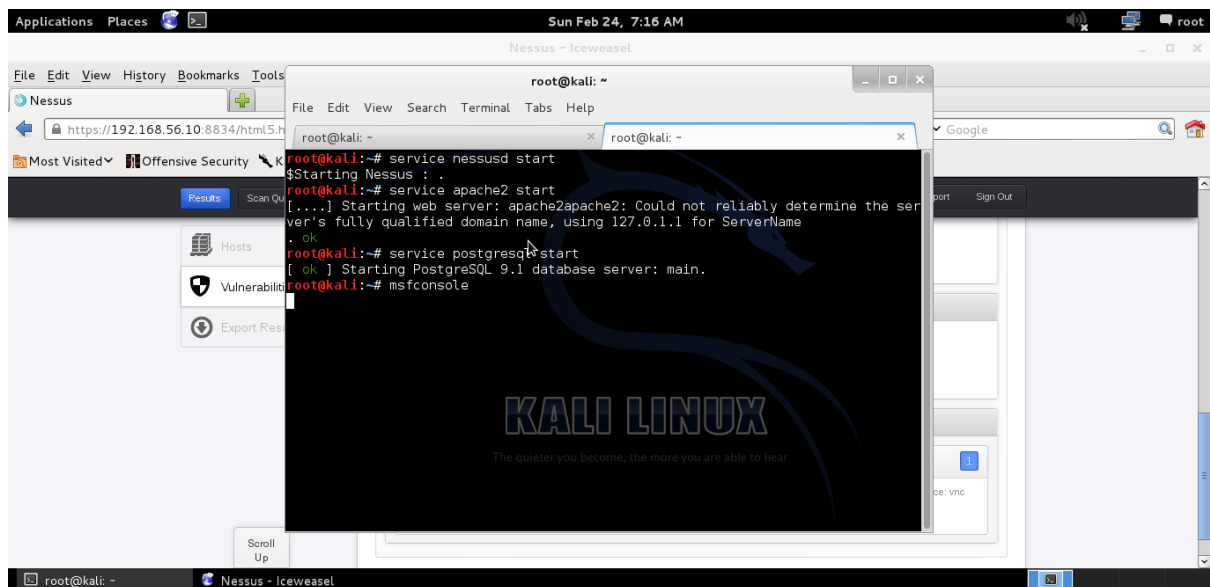 Applications Places Sun Feb 24, 7:16 AM root
Nessus - Iceweasel
File Edit View History Bookmarks Tools
Nessus
https://192.168.56.10:8834/html5.h
Google
Most Visited Offensive Security K
Results Scan Qu
port Sign Out
Hosts
Vulnerabiliti
Export Resu
root@kali: ~
File Edit View Search Terminal Tabs Help
root@kali: ~ root@kali: ~
root@kali:~# service nessusd start
$Starting Nessus : .
root@kali:~# service apache2 start
[....] Starting web server: apache2apache2: Could not reliably determine the ser
ver's fully qualified domain name, using 127.0.1.1 for ServerName
. ok
root@kali:~# service postgresql start
[ ok ] Starting PostgreSQL 9.1 database server: main.
root@kali:~# msfconsole
KALI LINUX
The quieter you become, the more you are able to hear.
1
ce: vnc
Scroll
Up
root@kali: ~ Nessus - Iceweasel